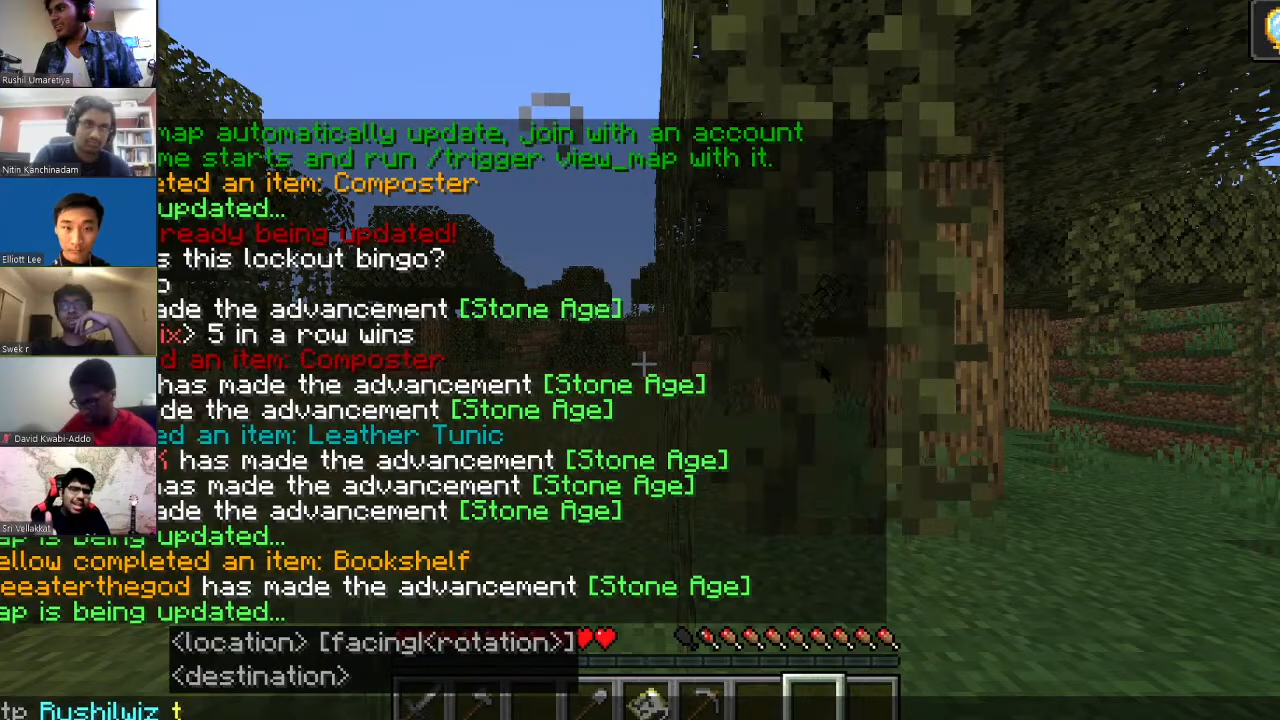 Rushil Umaretiya
Nitin Kanchinadam
Elliott Lee
Swek r
David Kwabi-Addo
Sri Vellakkat
map automatically update, join with an account
me starts and run /trigger view_map with it.
eted an item: Composter
updated...
ready being updated!
s this lockout bingo?
o
ade the advancement [Stone Age]
ix> 5 in a row wins
d an item: Composter
has made the advancement [Stone Age]
de the advancement [Stone Age]
ed an item: Leather Tunic
has made the advancement [Stone Age]
has made the advancement [Stone Age]
ade the advancement [Stone Age]
ap is being updated...
ellow completed an item: Bookshelf
eeaterthegod has made the advancement [Stone Age]
ap is being updated...
<location> [facing|<rotation>]
<destination>
tp Rushilwiz t